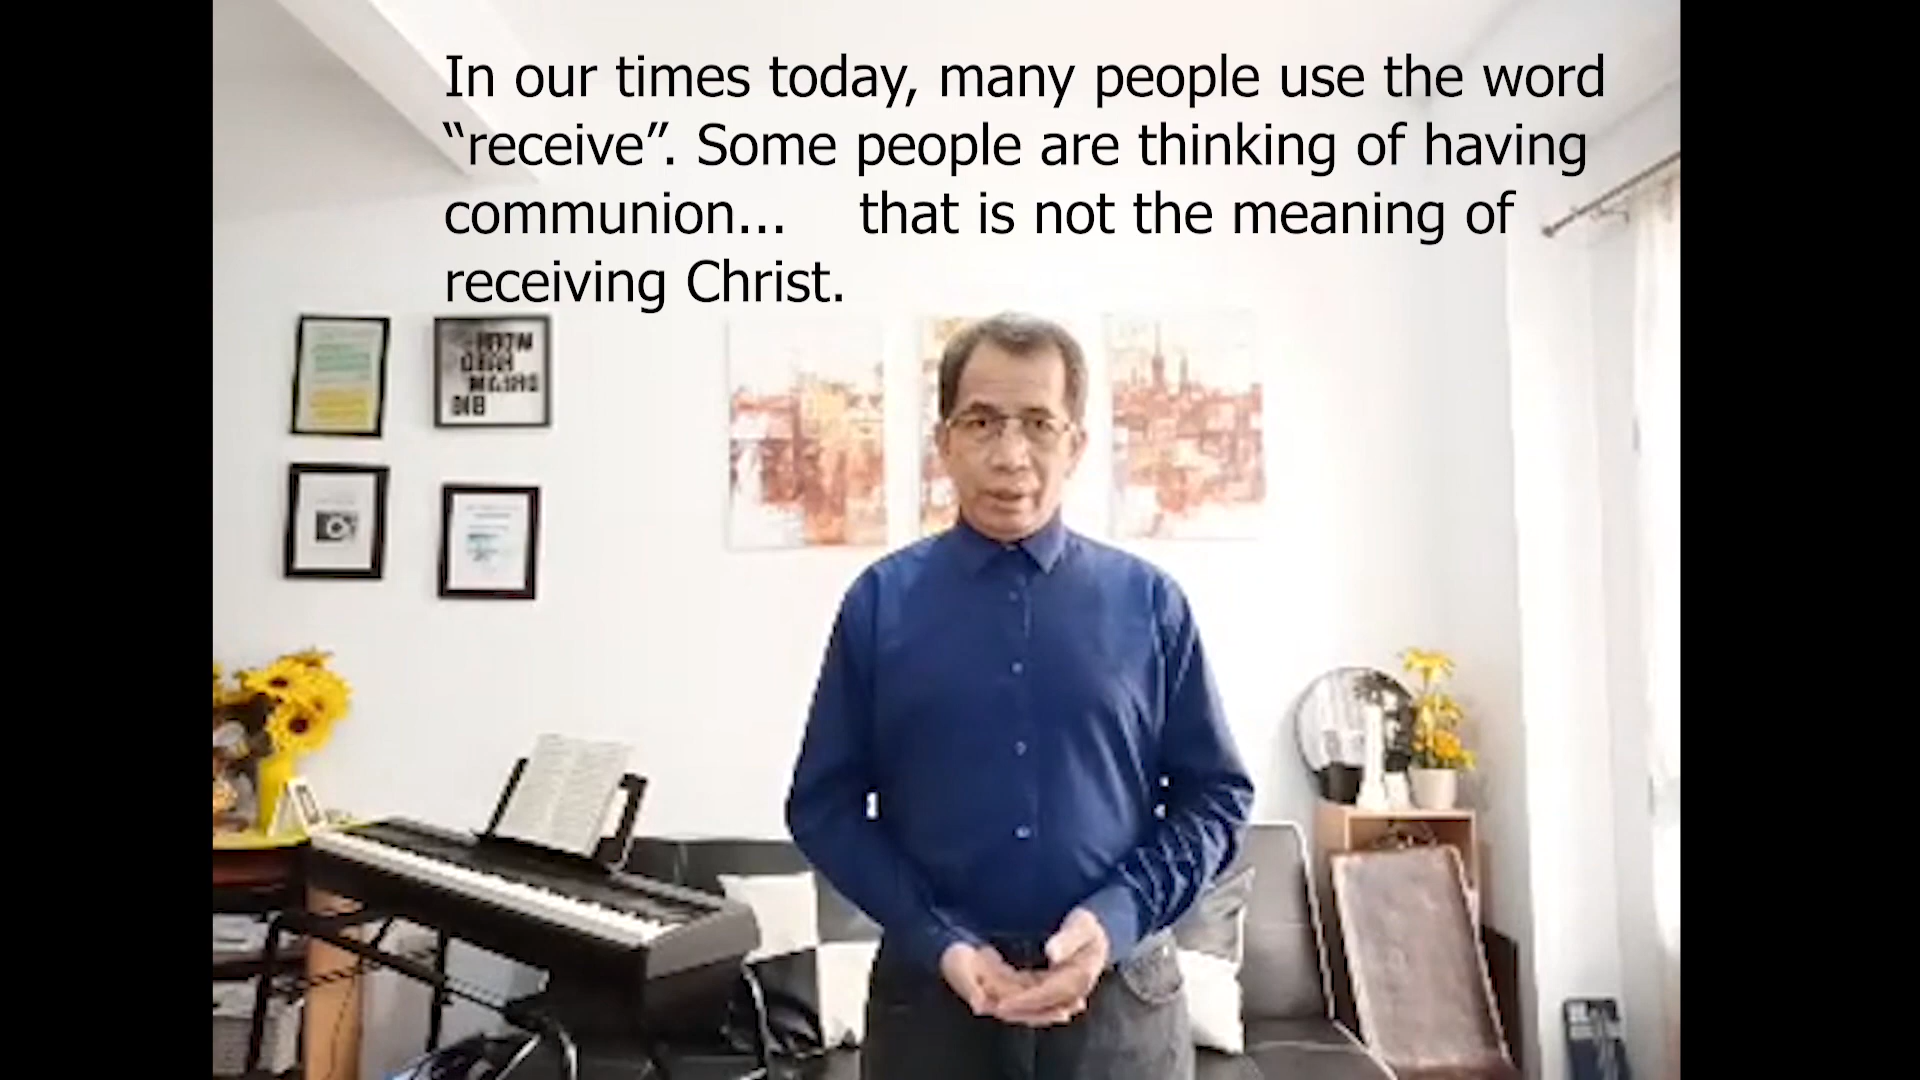 In our times today, many people use the word
“receive”. Some people are thinking of having
communion... that is not the meaning of
receiving Christ.